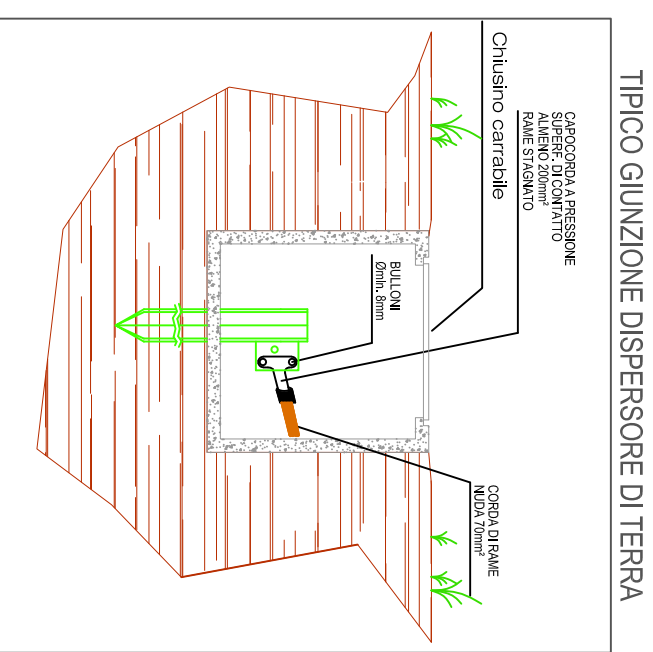 TIPICO GIUNZIONE DISPERSORE DI TERRA
Chiusino carrabile
CAPOCORDA A PRESSIONE
SUPERF. DI CONTATTO
ALMENO 200mm²
RAME STAGNATO
BULLONI
Ømin. 8mm
CORDA DI RAME
NUDA 70mm²